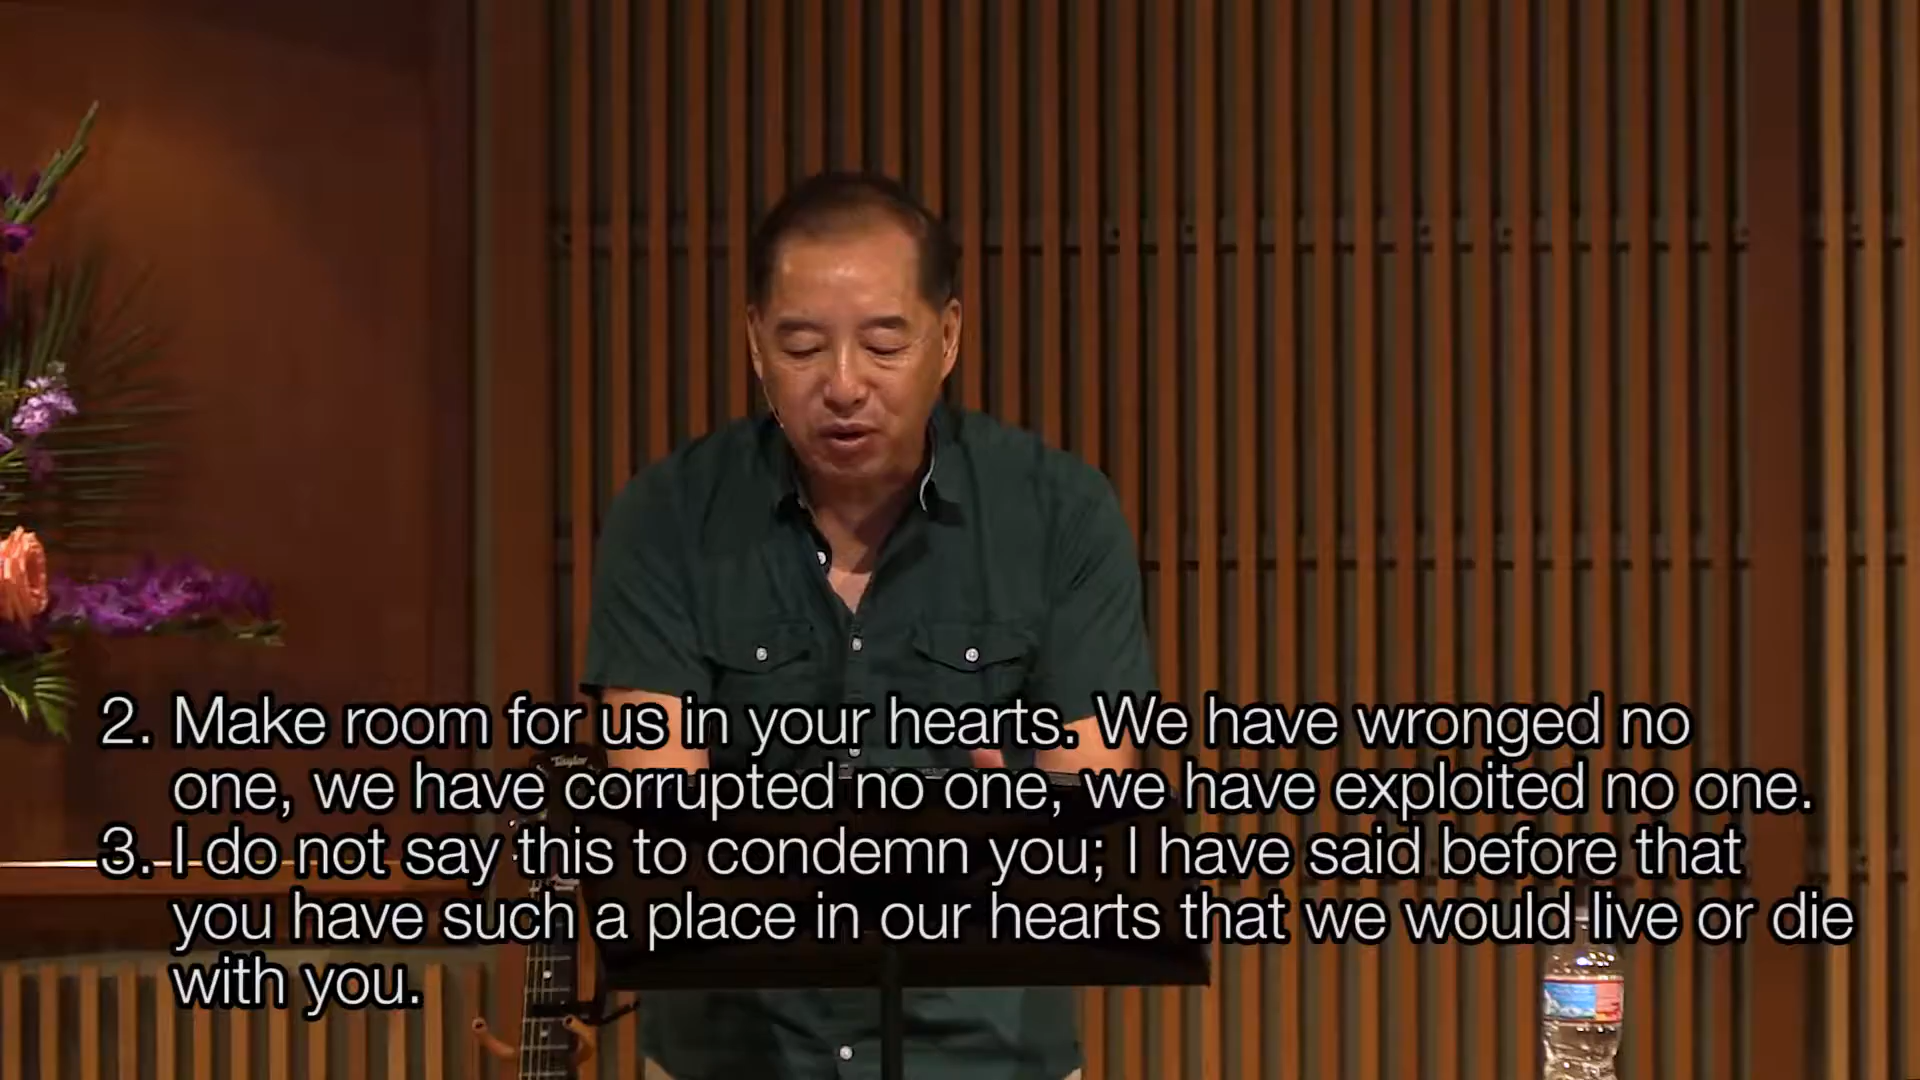 2. Make room for us in your hearts. We have wronged no
one, we have corrupted no one, we have exploited no one.
3. I do not say this to condemn you; I have said before that
you have such a place in our hearts that we would live or die
with you.
Taylor